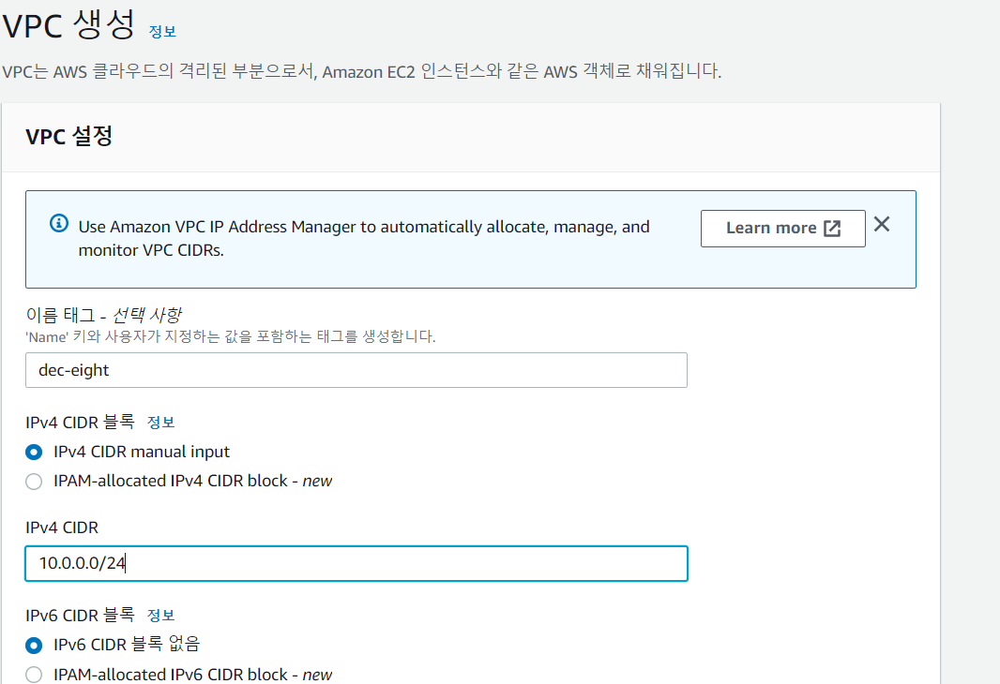 VPC 생성 정보
VPC는 AWS 클라우드의 격리된 부분으로서, Amazon EC2 인스턴스와 같은 AWS 객체로 채워집니다.
VPC 설정
Use Amazon VPC IP Address Manager to automatically allocate, manage, and
monitor VPC CIDRs.
Learn more
이름 태그 - 선택 사항
'Name' 키와 사용자가 지정하는 값을 포함하는 태그를 생성합니다.
dec-eight
IPv4 CIDR 블록 정보
IPv4 CIDR manual input
IPAM-allocated IPv4 CIDR block - new
IPv4 CIDR
10.0.0.0/24
IPv6 CIDR 블록 정보
IPv6 CIDR 블록 없음
IPAM-allocated IPv6 CIDR block - new